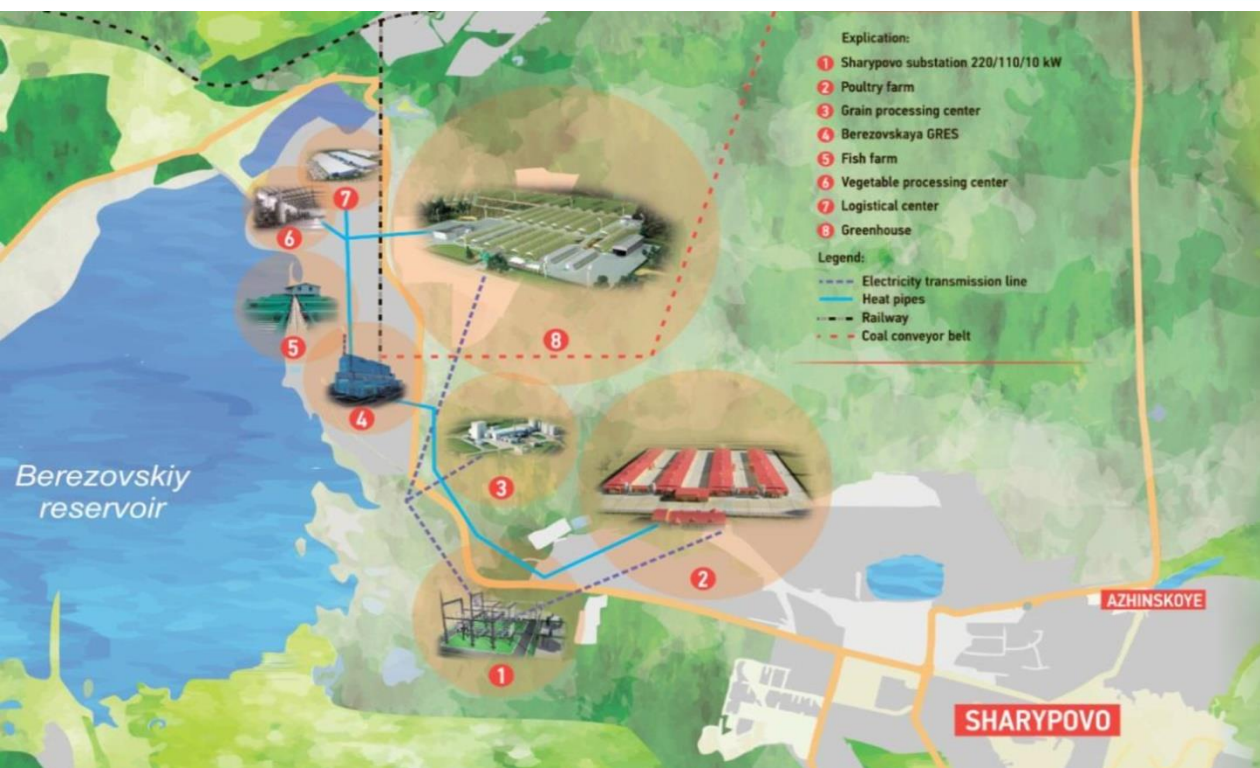 Explication:
1 Sharypovo substation 220/110/10 kW
2 Poultry farm
3 Grain processing center
4 Berezovskaya GRES
5 Fish farm
6 Vegetable processing center
7 Logistical center
8 Greenhouse
Legend:
Electricity transmission line
Heat pipes
Railway
Coal conveyor belt
7
6
5
8
4
3
2
1
Berezovskiy
reservoir
AZHINSKOYE
SHARYPOVO